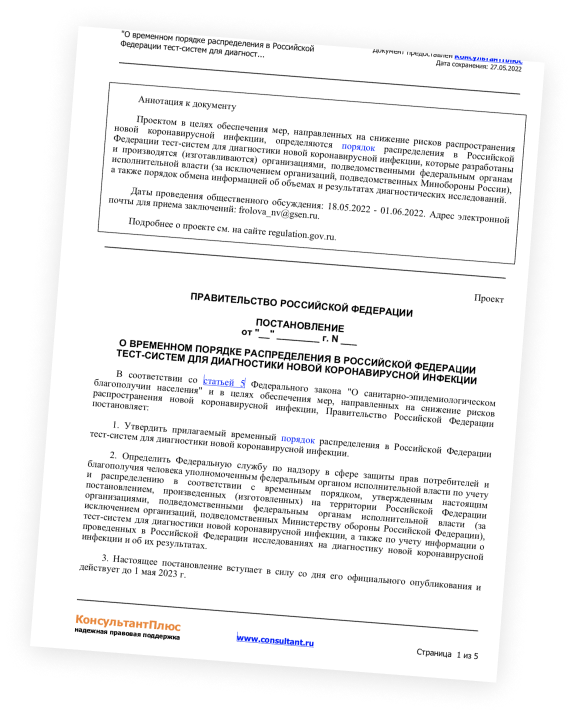 "О временном порядке распределения в Российской
Федерации тест-систем для диагност...
Документ предоставлен КонсультантПлюс
Дата сохранения: 27.05.2022
Аннотация к документу
Проектом в целях обеспечения мер, направленных на снижение рисков распространения
новой коронавирусной инфекции, определяются порядок распределения в Российской
Федерации тест-систем для диагностики новой коронавирусной инфекции, которые разработаны
и производятся (изготавливаются) организациями, подведомственными федеральным органам
исполнительной власти (за исключением организаций, подведомственных Минобороны России),
а также порядок обмена информацией об объемах и результатах диагностических исследований.
Даты проведения общественного обсуждения: 18.05.2022 - 01.06.2022. Адрес электронной
почты для приема заключений: frolova_nv@gsen.ru.
Подробнее о проекте см. на сайте regulation.gov.ru.
Проект
ПРАВИТЕЛЬСТВО РОССИЙСКОЙ ФЕДЕРАЦИИ
ПОСТАНОВЛЕНИЕ
от "__" ________ г. N ___
О ВРЕМЕННОМ ПОРЯДКЕ РАСПРЕДЕЛЕНИЯ В РОССИЙСКОЙ ФЕДЕРАЦИИ
ТЕСТ-СИСТЕМ ДЛЯ ДИАГНОСТИКИ НОВОЙ КОРОНАВИРУСНОЙ ИНФЕКЦИИ
В соответствии со статьей 5 Федерального закона "О санитарно-эпидемиологическом
благополучии населения" и в целях обеспечения мер, направленных на снижение рисков
распространения новой коронавирусной инфекции, Правительство Российской Федерации
постановляет:
1. Утвердить прилагаемый временный порядок распределения в Российской Федерации
тест-систем для диагностики новой коронавирусной инфекции.
2. Определить Федеральную службу по надзору в сфере защиты прав потребителей и
благополучия человека уполномоченным федеральным органом исполнительной власти по учету
и распределению в соответствии с временным порядком, утвержденным настоящим
постановлением, произведенных (изготовленных) на территории Российской Федерации
организациями, подведомственными федеральным органам исполнительной власти (за
исключением организаций, подведомственных Министерству обороны Российской Федерации),
тест-систем для диагностики новой коронавирусной инфекции, а также по учету информации о
проведенных в Российской Федерации исследованиях на диагностику новой коронавирусной
инфекции и об их результатах.
3. Настоящее постановление вступает в силу со дня его официального опубликования и
действует до 1 мая 2023 г.
КонсультантПлюс
надежная правовая поддержка
www.consultant.ru
Страница 1 из 5